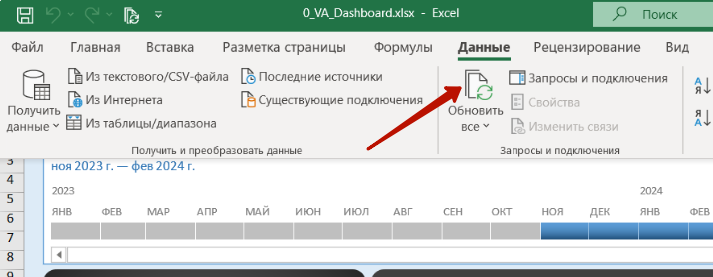 0_VA_Dashboard.xlsx - Excel
Поиск
Файл Главная Вставка Разметка страницы Формулы Данные Рецензирование Вид
Получить данные
Из текстового/CSV-файла
Из Интернета
Из таблицы/диапазона
Последние источники
Существующие подключения
Получить и преобразовать данные
Обновить все
Запросы и подключения
Свойства
Изменить связи
Запросы и подключения
А
Я
Я
А
3
ноя 2023 г. — фев 2024 г.
4
5 2023 2024
6 ЯНВ ФЕВ МАР АПР МАЙ ИЮН ИЮЛ АВГ СЕН ОКТ НОЯ ДЕК ЯНВ ФЕВ
7
8
9